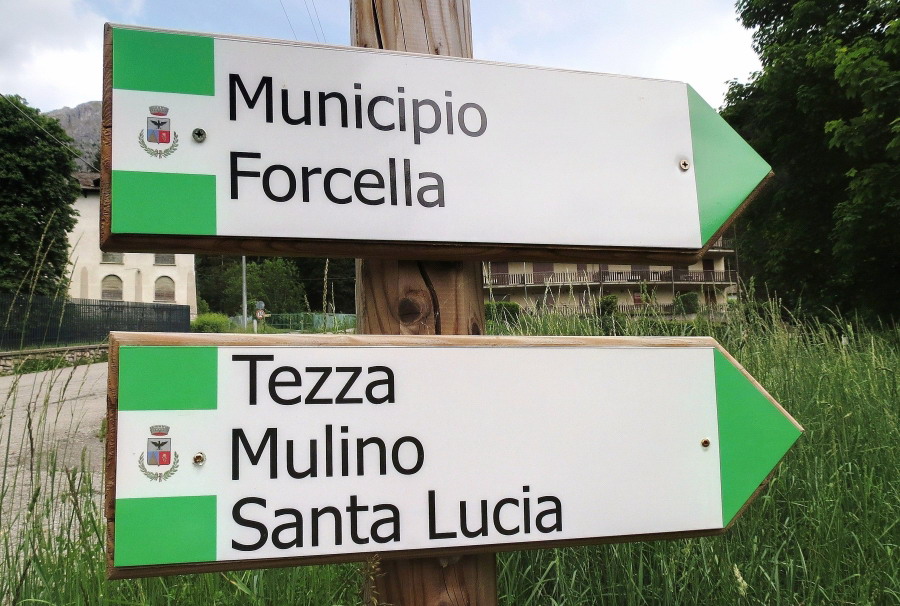 Municipio
Forcella
Tezza
Mulino
Santa Lucia